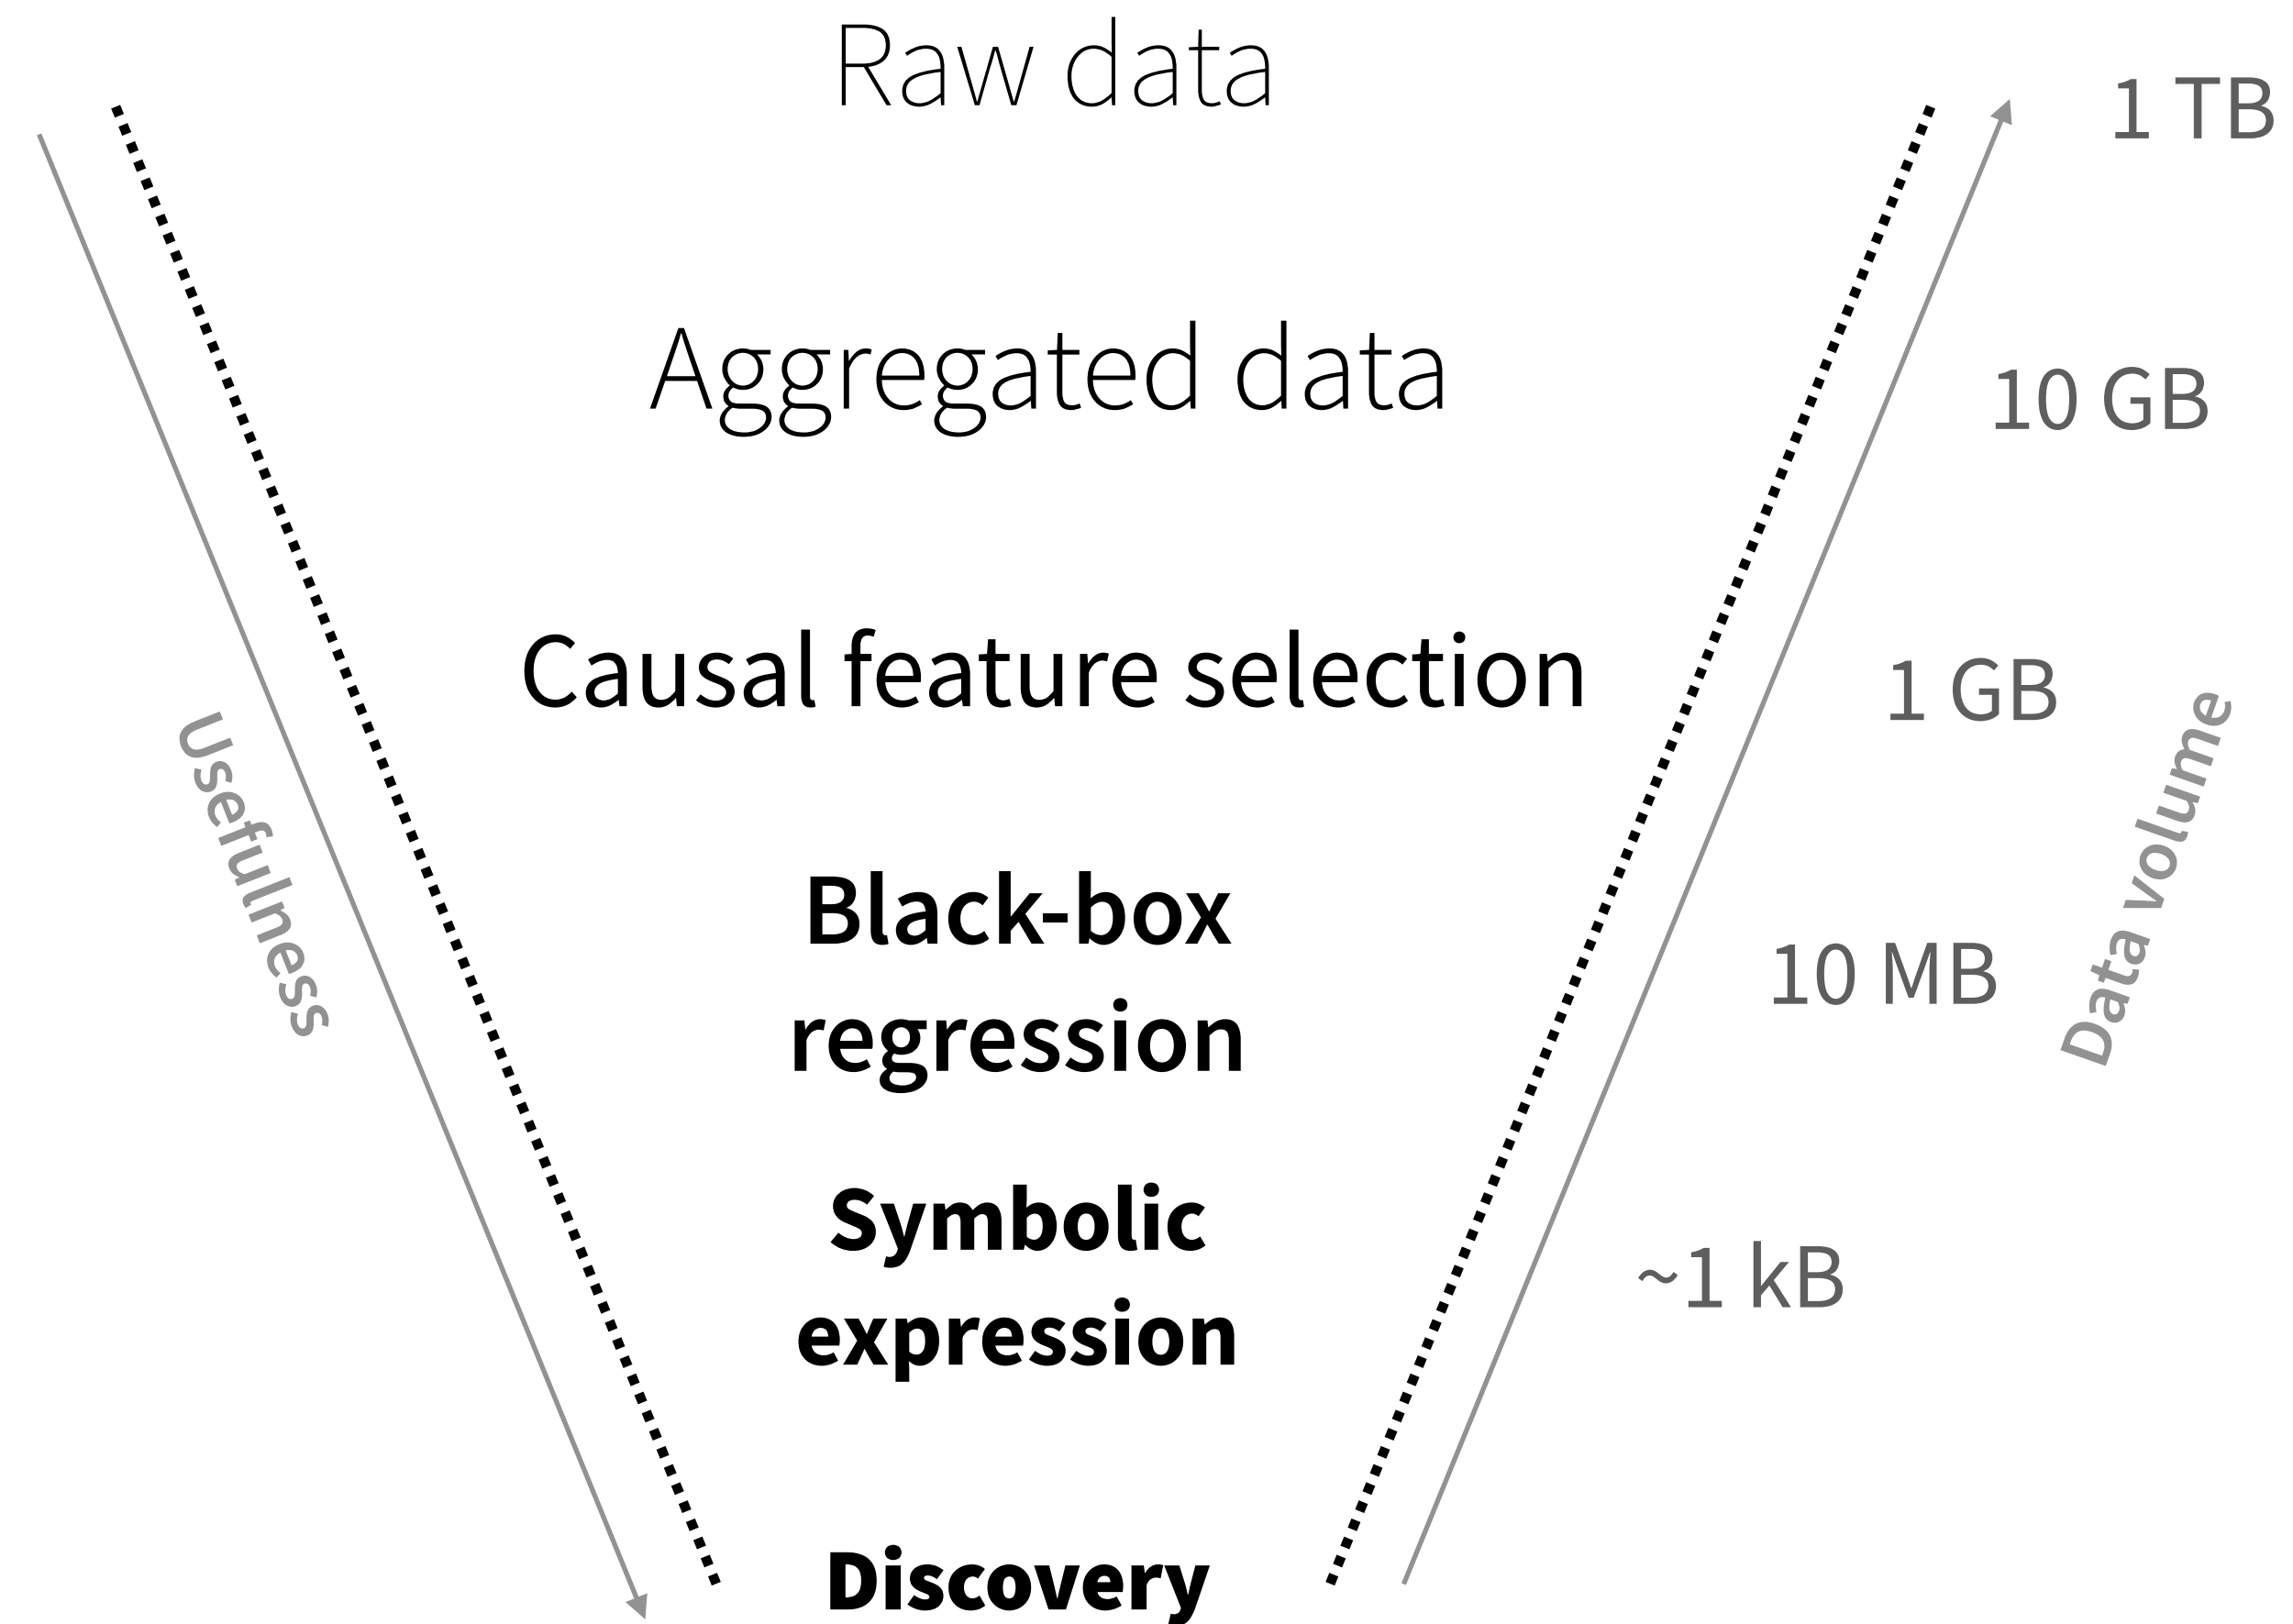 Raw data
1 TB
Aggregated data
10 GB
Causal feature selection
1 GB
Usefulness
Data volume
Black-box
regression
10 MB
Symbolic
expression
~1 kB
Discovery